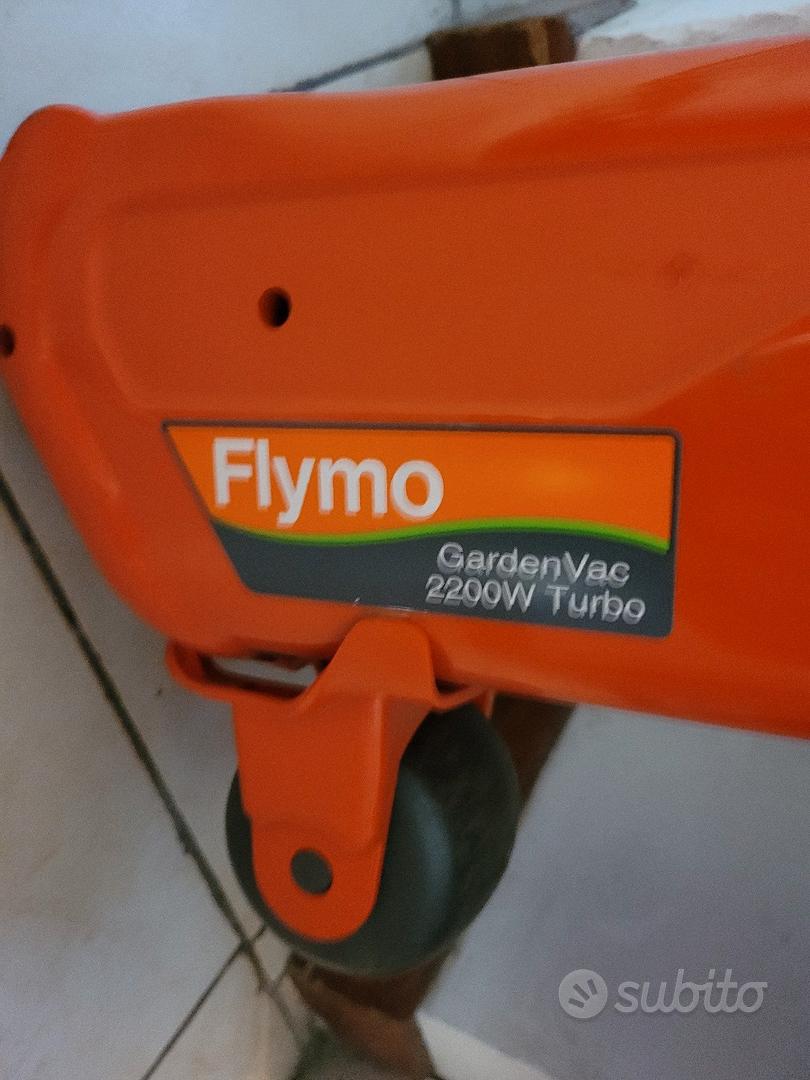 Flymo
GardenVac
2200W Turbo
subito